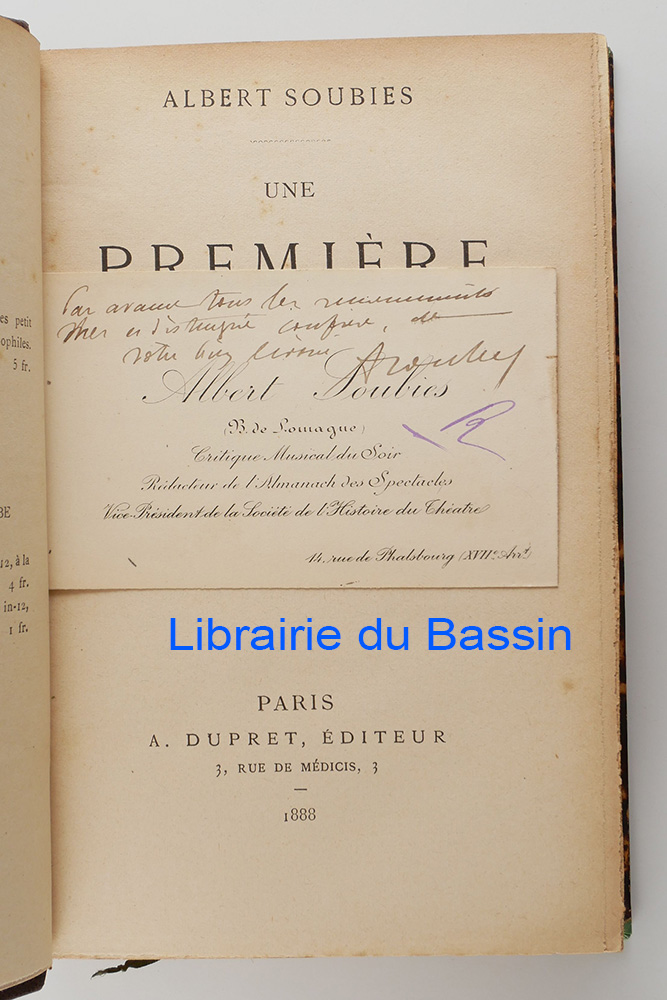 ALBERT SOUBIES
UNE
PREMIÈRE
Par avance tous les remerciements
cher et distingué confrère, de
votre bien dévoué ASoubies
Albert Soubies
(B. de Lomagne)
Critique Musical du Soir
Rédacteur de l'Almanach des Spectacles
Vice-Président de la Société de l'Histoire du Théâtre
14, rue de Phalsbourg (XVIIe Arrt)
Librairie du Bassin
PARIS
A. DUPRET, ÉDITEUR
3, RUE DE MÉDICIS, 3
1888
es petit
ophiles.
5 fr.
BE
12, à la
4 fr.
in-12,
1 fr.